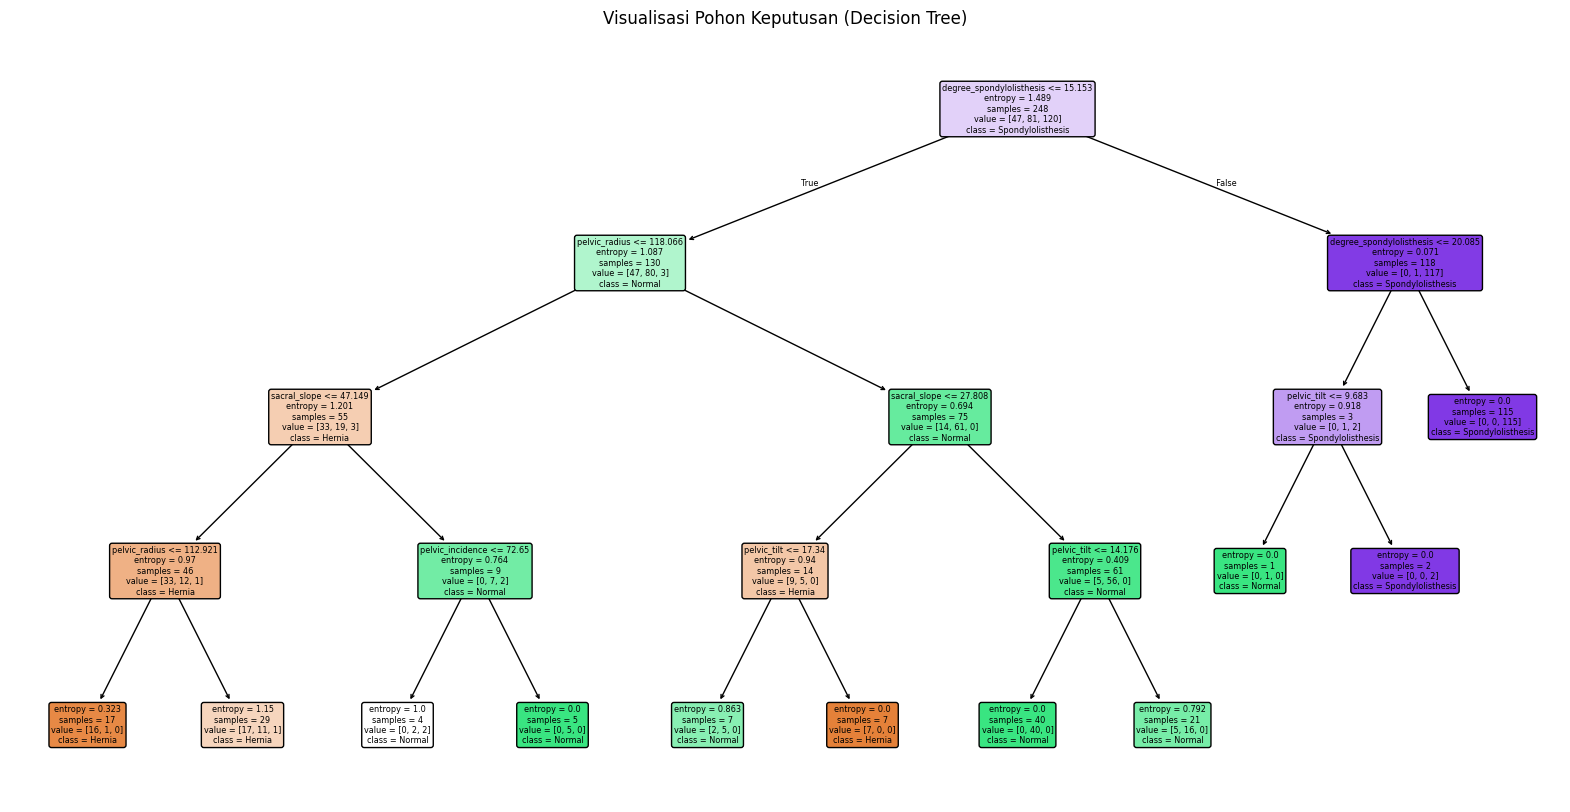 Visualisasi Pohon Keputusan (Decision Tree)
degree_spondylolisthesis <= 15.153
entropy = 1.489
samples = 248
value = [47, 81, 120]
class = Spondylolisthesis
True
False
pelvic_radius <= 118.066
entropy = 1.087
samples = 130
value = [47, 80, 3]
class = Normal
degree_spondylolisthesis <= 20.085
entropy = 0.071
samples = 118
value = [0, 1, 117]
class = Spondylolisthesis
sacral_slope <= 47.149
entropy = 1.201
samples = 55
value = [33, 19, 3]
class = Hernia
sacral_slope <= 27.808
entropy = 0.694
samples = 75
value = [14, 61, 0]
class = Normal
pelvic_tilt <= 9.683
entropy = 0.918
samples = 3
value = [0, 1, 2]
class = Spondylolisthesis
entropy = 0.0
samples = 115
value = [0, 0, 115]
class = Spondylolisthesis
pelvic_radius <= 112.921
entropy = 0.97
samples = 46
value = [33, 12, 1]
class = Hernia
pelvic_incidence <= 72.65
entropy = 0.764
samples = 9
value = [0, 7, 2]
class = Normal
pelvic_tilt <= 17.34
entropy = 0.94
samples = 14
value = [9, 5, 0]
class = Hernia
pelvic_tilt <= 14.176
entropy = 0.409
samples = 61
value = [5, 56, 0]
class = Normal
entropy = 0.0
samples = 1
value = [0, 1, 0]
class = Normal
entropy = 0.0
samples = 2
value = [0, 0, 2]
class = Spondylolisthesis
entropy = 0.323
samples = 17
value = [16, 1, 0]
class = Hernia
entropy = 1.15
samples = 29
value = [17, 11, 1]
class = Hernia
entropy = 1.0
samples = 4
value = [0, 2, 2]
class = Normal
entropy = 0.0
samples = 5
value = [0, 5, 0]
class = Normal
entropy = 0.863
samples = 7
value = [2, 5, 0]
class = Normal
entropy = 0.0
samples = 7
value = [7, 0, 0]
class = Hernia
entropy = 0.0
samples = 40
value = [0, 40, 0]
class = Normal
entropy = 0.792
samples = 21
value = [5, 16, 0]
class = Normal